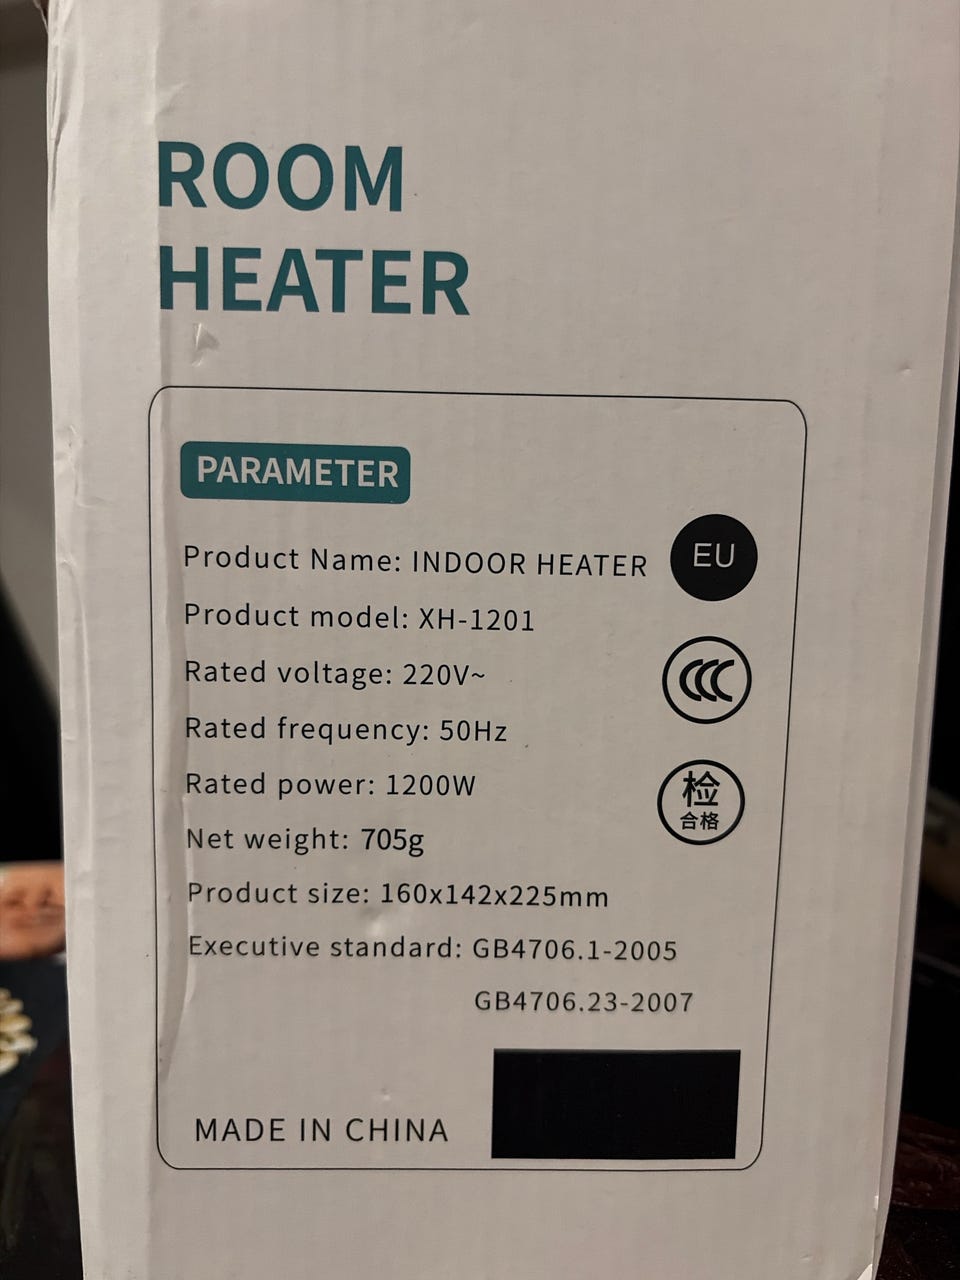 ROOM
HEATER
PARAMETER
Product Name: INDOOR HEATER
EU
Product model: XH-1201
Rated voltage: 220V~
CCC
Rated frequency: 50Hz
Rated power: 1200W
检
合格
Net weight: 705g
Product size: 160x142x225mm
Executive standard: GB4706.1-2005
GB4706.23-2007
MADE IN CHINA